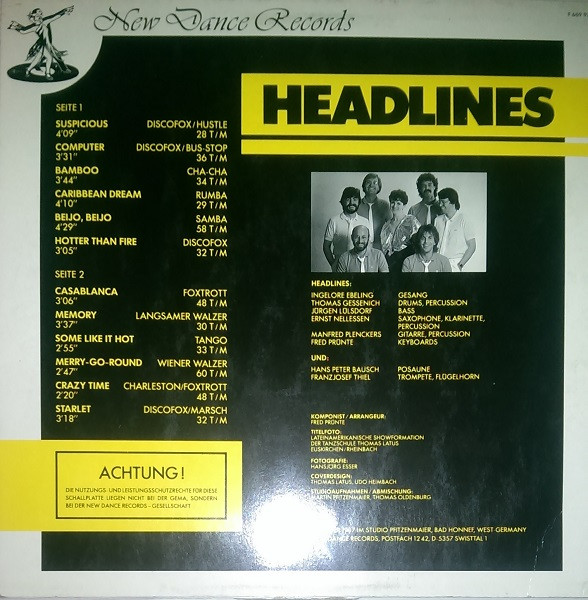 New Dance Records
HEADLINES
SEITE 1
SUSPICIOUS DISCOFOX/HUSTLE
4'09" 28 T/M
COMPUTER DISCOFOX/BUS-STOP
3'31" 36 T/M
BAMBOO CHA-CHA
3'44" 34 T/M
CARIBBEAN DREAM RUMBA
4'10" 29 T/M
BEIJO, BEIJO SAMBA
4'29" 58 T/M
HOTTER THAN FIRE DISCOFOX
3'05" 32 T/M
SEITE 2
CASABLANCA FOXTROTT
3'06" 48 T/M
MEMORY LANGSAMER WALZER
3'37" 30 T/M
SOME LIKE IT HOT TANGO
2'55" 33 T/M
MERRY-GO-ROUND WIENER WALZER
2'47" 60 T/M
CRAZY TIME CHARLESTON/FOXTROTT
2'20" 48 T/M
STARLET DISCOFOX/MARSCH
3'18" 32 T/M
ACHTUNG!
DIE NUTZUNGS- UND LEISTUNGSSCHUTZRECHTE FÜR DIESE
SCHALLPLATTE LIEGEN NICHT BEI DER GEMA, SONDERN
BEI DER NEW DANCE RECORDS – GESELLSCHAFT
HEADLINES:
INGELORE EBELING GESANG
THOMAS GESSENICH DRUMS, PERCUSSION
JÜRGEN LÜLSDORF BASS
ERNST NELLESSEN SAXOPHONE, KLARINETTE,
PERCUSSION
MANFRED PLENCKERS GITARRE, PERCUSSION
FRED PRÜNTE KEYBOARDS
UND:
HANS PETER BAUSCH POSAUNE
FRANZJOSEF THIEL TROMPETE, FLÜGELHORN
KOMPONIST / ARRANGEUR:
FRED PRÜNTE
TITELFOTO:
LATEINAMERIKANISCHE SHOWFORMATION
DER TANZSCHULE THOMAS LATUS
EUSKIRCHEN/RHEINBACH
FOTOGRAFIE:
HANSJÖRG ESSER
COVERDESIGN:
THOMAS LATUS, UDO HEIMBACH
STUDIOAUFNAHMEN / ABMISCHUNG:
MARTIN PFITZENMAIER, THOMAS OLDENBURG
IM STUDIO PFITZENMAIER, BAD HONNEF, WEST-GERMANY
DANCE RECORDS, POSTFACH 12 42, D-5357 SWISTTAL 1